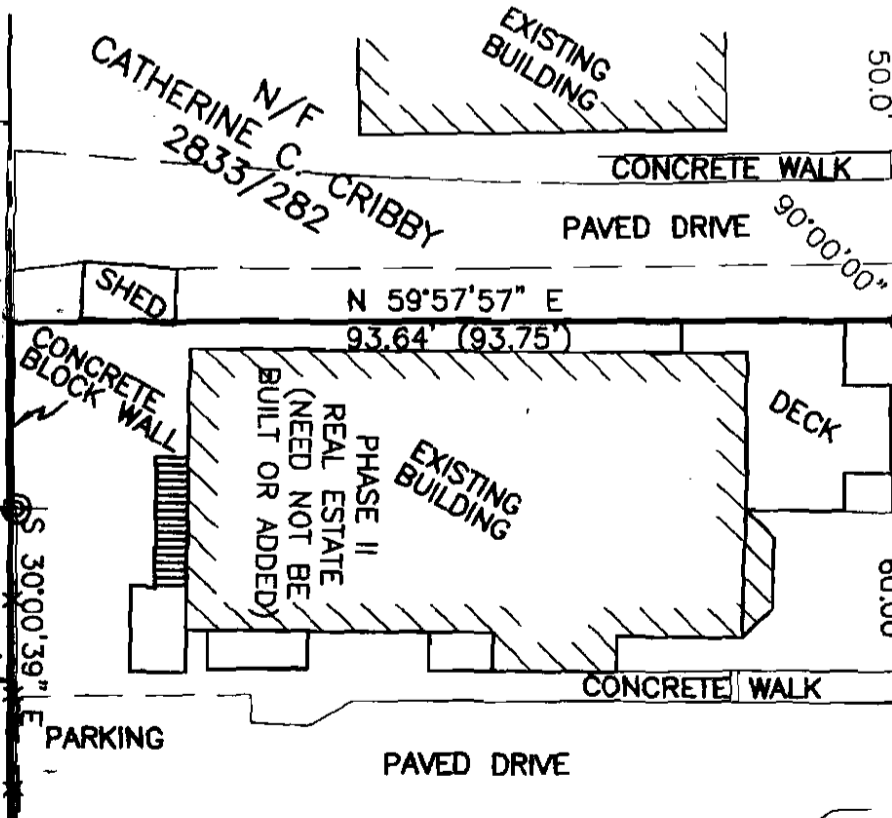 EXISTING
BUILDING
50.0'
N/F
CATHERINE C. CRIBBY
2833/282
CONCRETE WALK
PAVED DRIVE
90°00'00"
SHED
N 59°57'57" E
93.64' (93.75')
CONCRETE
BLOCK WALL
DECK
PHASE II
REAL ESTATE
(NEED NOT BE
BUILT OR ADDED)
EXISTING
BUILDING
S 30°00'39" E
60.00'
CONCRETE WALK
PARKING
PAVED DRIVE